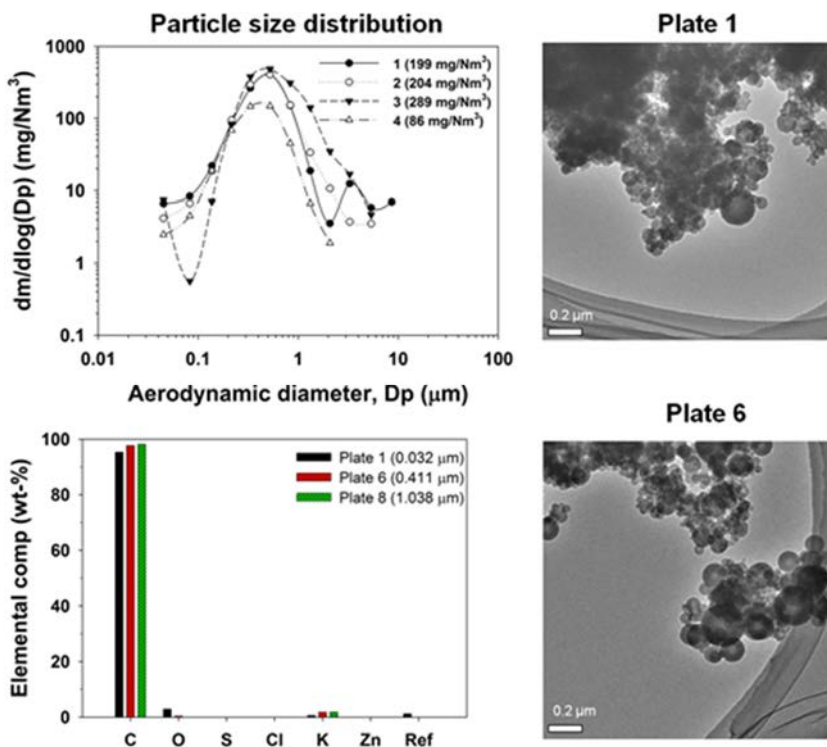 Particle size distribution
dm/dlog(Dp) (mg/Nm³)
1000
100
10
1
0.1
1 (199 mg/Nm³)
2 (204 mg/Nm³)
3 (289 mg/Nm³)
4 (86 mg/Nm³)
0.01 0.1 1 10 100
Aerodynamic diameter, Dp (μm)
Plate 1
0.2 μm
Elemental comp (wt-%)
100
80
60
40
20
0
Plate 1 (0.032 μm)
Plate 6 (0.411 μm)
Plate 8 (1.038 μm)
C O S Cl K Zn Ref
Plate 6
0.2 μm